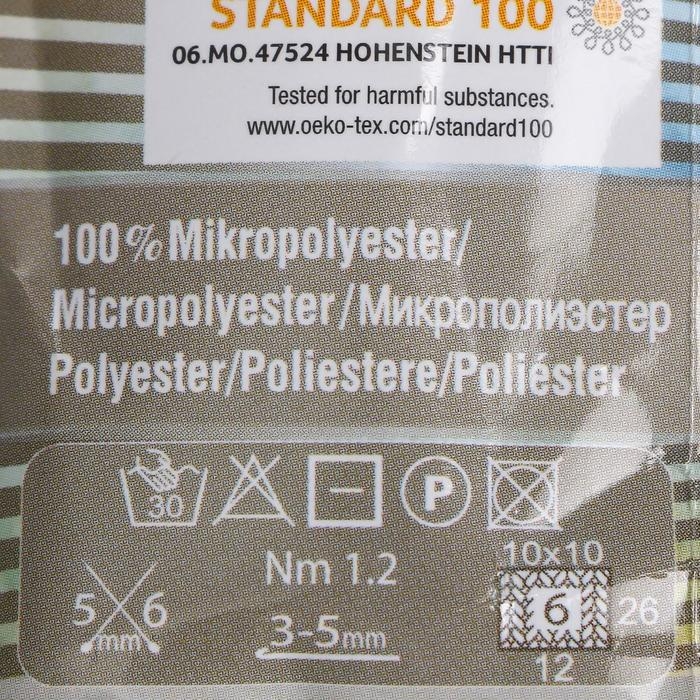 STANDARD 100
06.MO.47524 HOHENSTEIN HTTI
Tested for harmful substances.
www.oeko-tex.com/standard100
100% Mikropolyester/
Micropolyester/Микрополиэстер
Polyester/Poliestere/Poliéster
30
P
5 6
mm
Nm 1.2
3-5mm
10x10
6
26
12